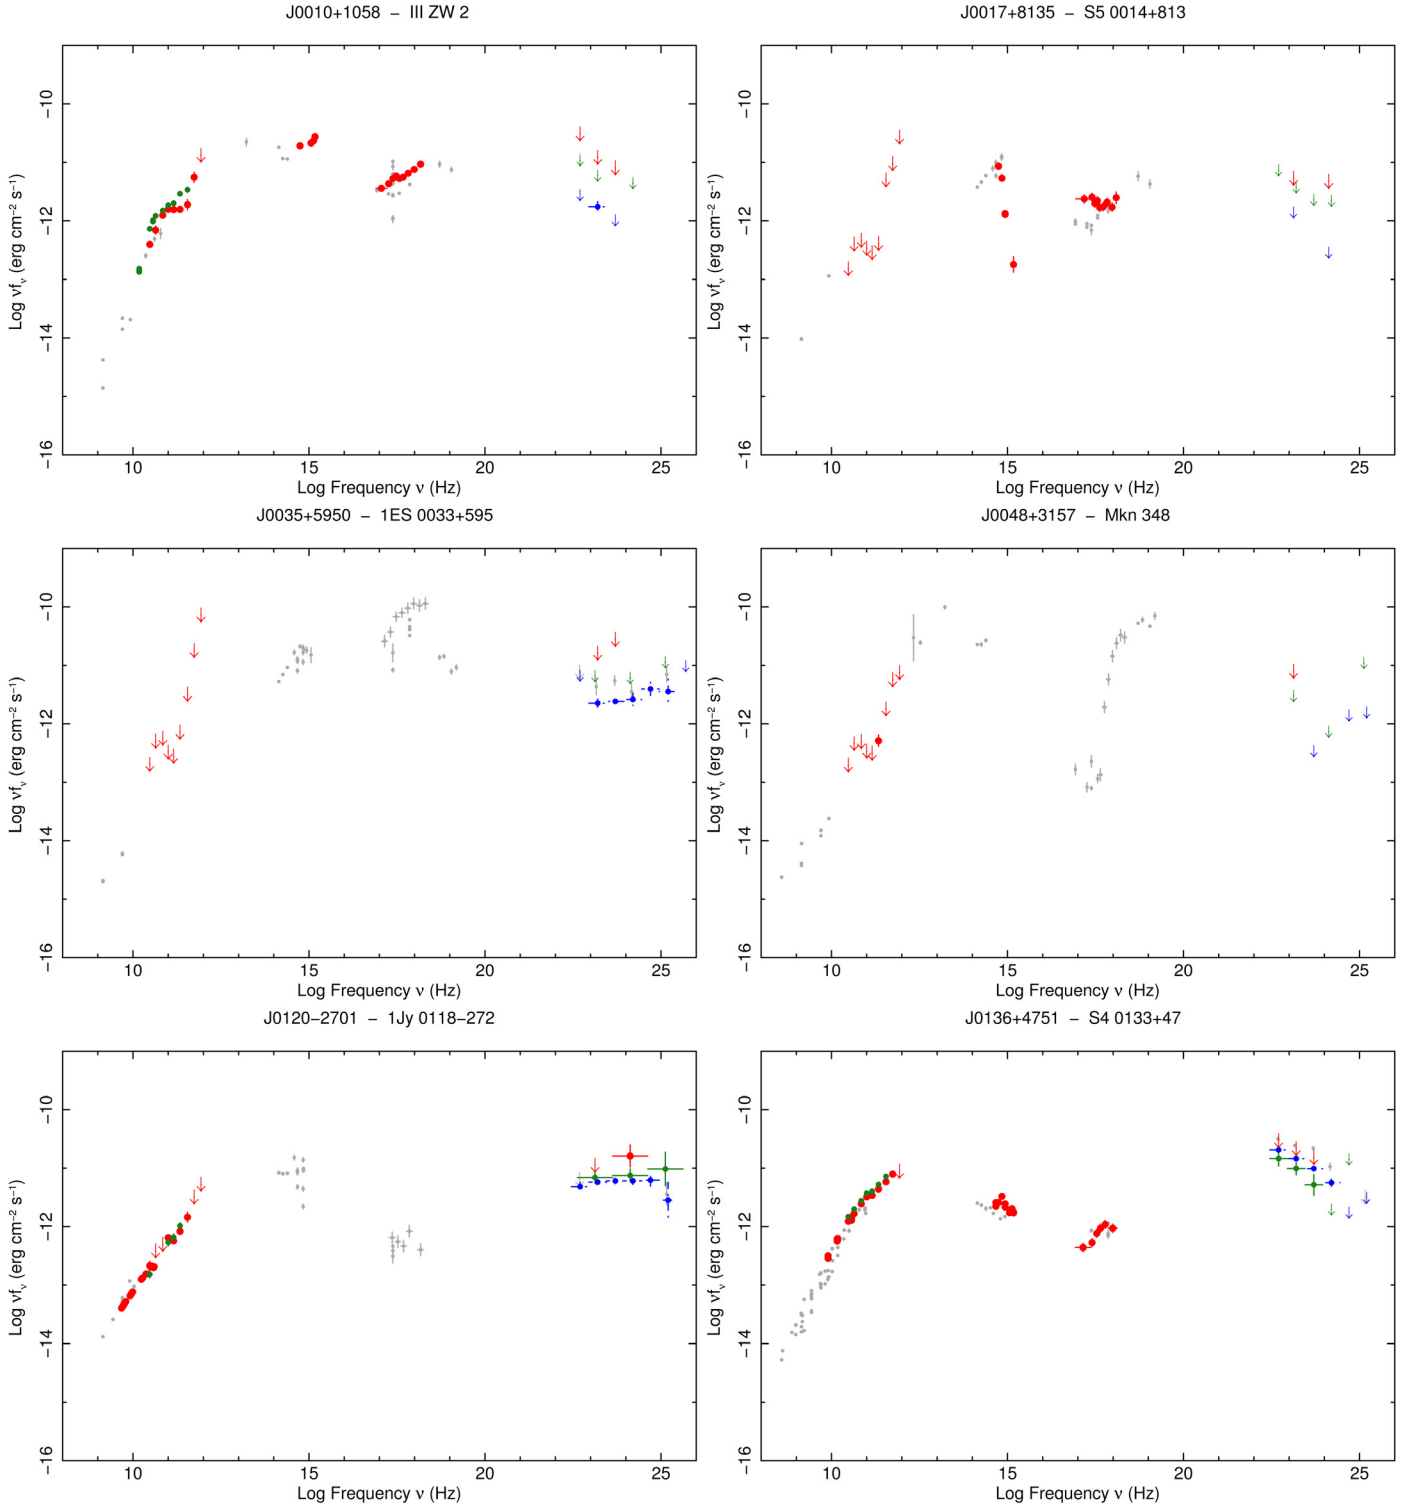 J0010+1058 − III ZW 2
J0017+8135 − S5 0014+813
Log νfν (erg cm−2 s−1)
−10
−12
−14
−16
10 15 20 25
Log Frequency ν (Hz)
Log νfν (erg cm−2 s−1)
−10
−12
−14
−16
10 15 20 25
Log Frequency ν (Hz)
J0035+5950 − 1ES 0033+595
J0048+3157 − Mkn 348
Log νfν (erg cm−2 s−1)
−10
−12
−14
−16
10 15 20 25
Log Frequency ν (Hz)
Log νfν (erg cm−2 s−1)
−10
−12
−14
−16
10 15 20 25
Log Frequency ν (Hz)
J0120−2701 − 1Jy 0118−272
J0136+4751 − S4 0133+47
Log νfν (erg cm−2 s−1)
−10
−12
−14
−16
10 15 20 25
Log Frequency ν (Hz)
Log νfν (erg cm−2 s−1)
−10
−12
−14
−16
10 15 20 25
Log Frequency ν (Hz)